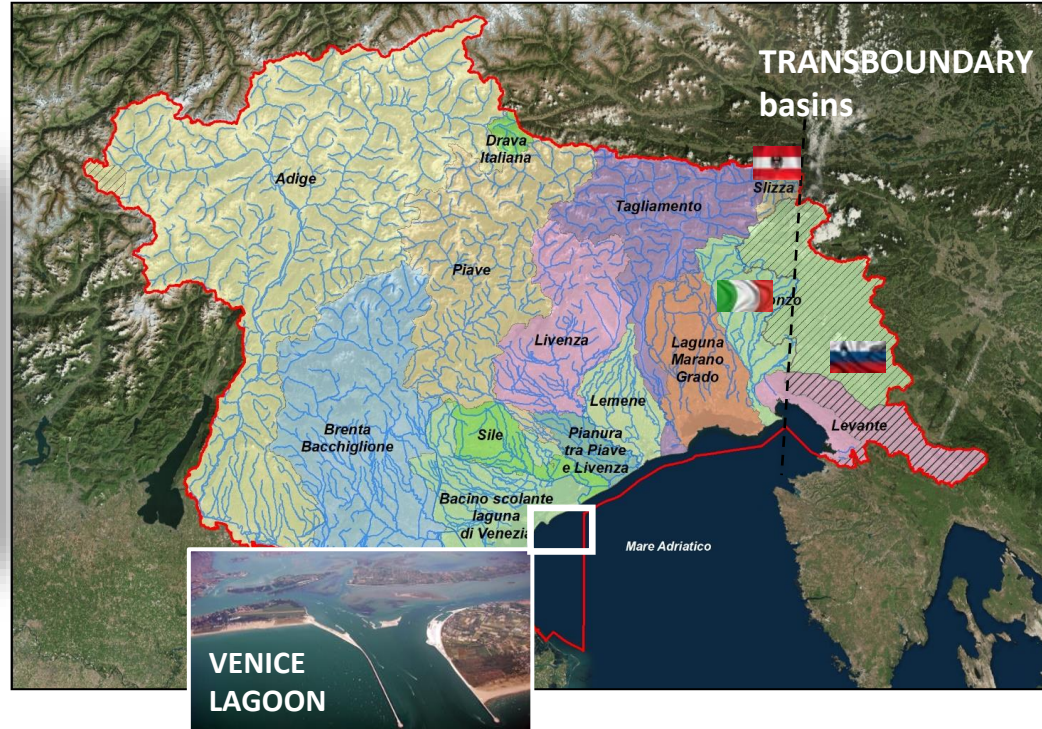 TRANSBOUNDARY
basins
Drava
Italiana
Adige
Slizza
Tagliamento
Piave
onzo
Livenza
Laguna
Marano
Grado
Lemene
Levante
Brenta
Bacchiglione
Sile
Pianura
tra Piave
e Livenza
Bacino scolante
laguna
di Venezia
Mare Adriatico
VENICE
LAGOON